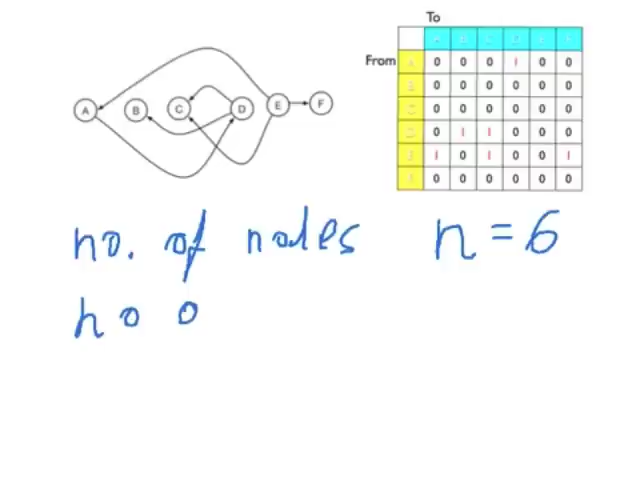 To
A B C D E F
From A 0 0 0 1 0 0
B 0 0 0 0 0 0
C 0 0 0 0 0 0
D 0 1 1 0 0 0
E 1 0 1 0 0 1
F 0 0 0 0 0 0
A B C D E F
no. of nodes n = 6
no o